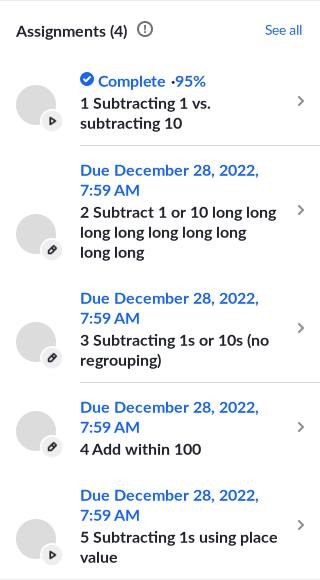 Assignments (4)
See all
Complete ·95%
1 Subtracting 1 vs.
subtracting 10
Due December 28, 2022,
7:59 AM
2 Subtract 1 or 10 long long
long long long long long
long long
Due December 28, 2022,
7:59 AM
3 Subtracting 1s or 10s (no
regrouping)
Due December 28, 2022,
7:59 AM
4 Add within 100
Due December 28, 2022,
7:59 AM
5 Subtracting 1s using place
value